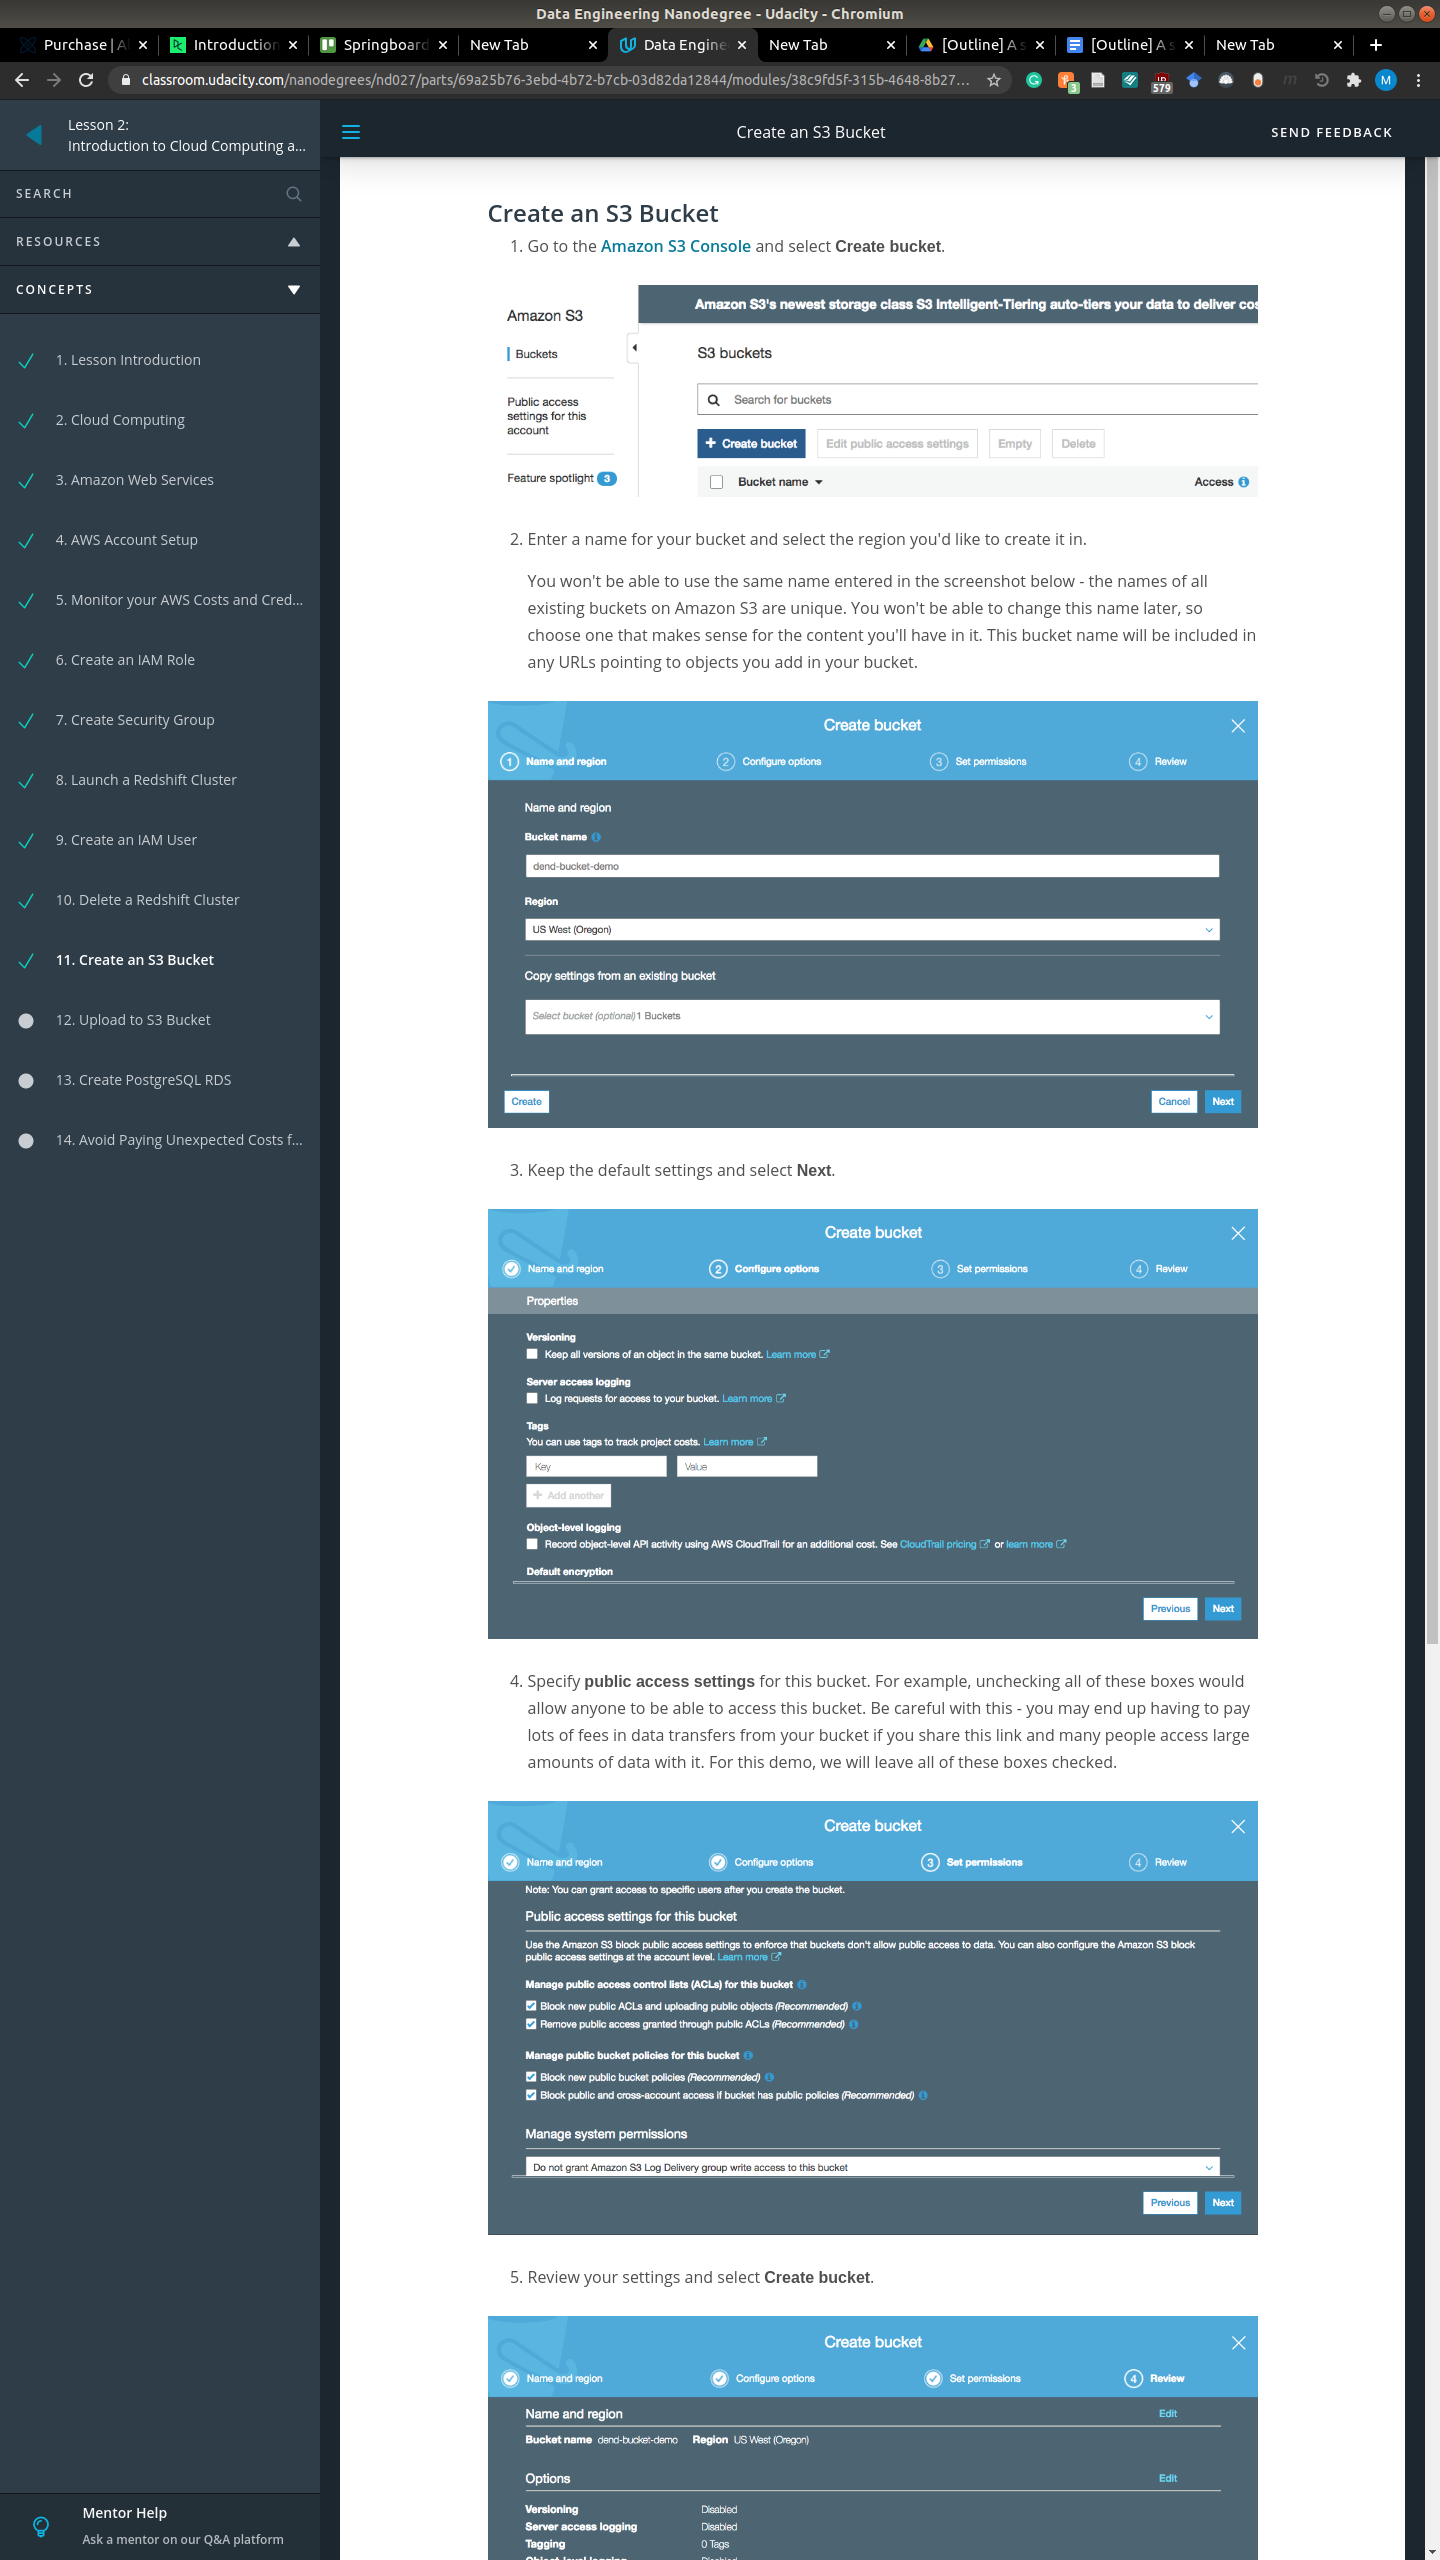 Data Engineering Nanodegree - Udacity - Chromium
Purchase | A
Introduction
Springboard
New Tab
Data Engine
New Tab
[Outline] A s
[Outline] A s
New Tab
classroom.udacity.com/nanodegrees/nd027/parts/69a25b76-3ebd-4b72-b7cb-03d82da12844/modules/38c9fd5f-315b-4648-8b27...
3
579
M
Lesson 2:
Introduction to Cloud Computing a...
Create an S3 Bucket
SEND FEEDBACK
SEARCH
RESOURCES
CONCEPTS
1. Lesson Introduction
2. Cloud Computing
3. Amazon Web Services
4. AWS Account Setup
5. Monitor your AWS Costs and Cred...
6. Create an IAM Role
7. Create Security Group
8. Launch a Redshift Cluster
9. Create an IAM User
10. Delete a Redshift Cluster
11. Create an S3 Bucket
12. Upload to S3 Bucket
13. Create PostgreSQL RDS
14. Avoid Paying Unexpected Costs f...
Mentor Help
Ask a mentor on our Q&A platform
Create an S3 Bucket
1. Go to the Amazon S3 Console and select Create bucket.
Amazon S3
Buckets
Public access
settings for this
account
Feature spotlight 3
Amazon S3's newest storage class S3 Intelligent-Tiering auto-tiers your data to deliver cos
S3 buckets
Search for buckets
+ Create bucket
Edit public access settings
Empty
Delete
Bucket name
Access
2. Enter a name for your bucket and select the region you'd like to create it in.
You won't be able to use the same name entered in the screenshot below - the names of all
existing buckets on Amazon S3 are unique. You won't be able to change this name later, so
choose one that makes sense for the content you'll have in it. This bucket name will be included in
any URLs pointing to objects you add in your bucket.
Create bucket
1 Name and region
2 Configure options
3 Set permissions
4 Review
Name and region
Bucket name
dend-bucket-demo
Region
US West (Oregon)
Copy settings from an existing bucket
Select bucket (optional) 1 Buckets
Create
Cancel
Next
3. Keep the default settings and select Next.
Create bucket
Name and region
2 Configure options
3 Set permissions
4 Review
Properties
Versioning
Keep all versions of an object in the same bucket. Learn more
Server access logging
Log requests for access to your bucket. Learn more
Tags
You can use tags to track project costs. Learn more
Key
Value
+ Add another
Object-level logging
Record object-level API activity using AWS CloudTrail for an additional cost. See CloudTrail pricing or learn more
Default encryption
Previous
Next
4. Specify public access settings for this bucket. For example, unchecking all of these boxes would
allow anyone to be able to access this bucket. Be careful with this - you may end up having to pay
lots of fees in data transfers from your bucket if you share this link and many people access large
amounts of data with it. For this demo, we will leave all of these boxes checked.
Create bucket
Name and region
Configure options
3 Set permissions
4 Review
Note: You can grant access to specific users after you create the bucket.
Public access settings for this bucket
Use the Amazon S3 block public access settings to enforce that buckets don't allow public access to data. You can also configure the Amazon S3 block
public access settings at the account level. Learn more
Manage public access control lists (ACLs) for this bucket
Block new public ACLs and uploading public objects (Recommended)
Remove public access granted through public ACLs (Recommended)
Manage public bucket policies for this bucket
Block new public bucket policies (Recommended)
Block public and cross-account access if bucket has public policies (Recommended)
Manage system permissions
Do not grant Amazon S3 Log Delivery group write access to this bucket
Previous
Next
5. Review your settings and select Create bucket.
Create bucket
Name and region
Configure options
Set permissions
4 Review
Name and region
Edit
Bucket name dend-bucket-demo Region US West (Oregon)
Options
Edit
Versioning Disabled
Server access logging Disabled
Tagging 0 Tags
Object-level logging Disabled